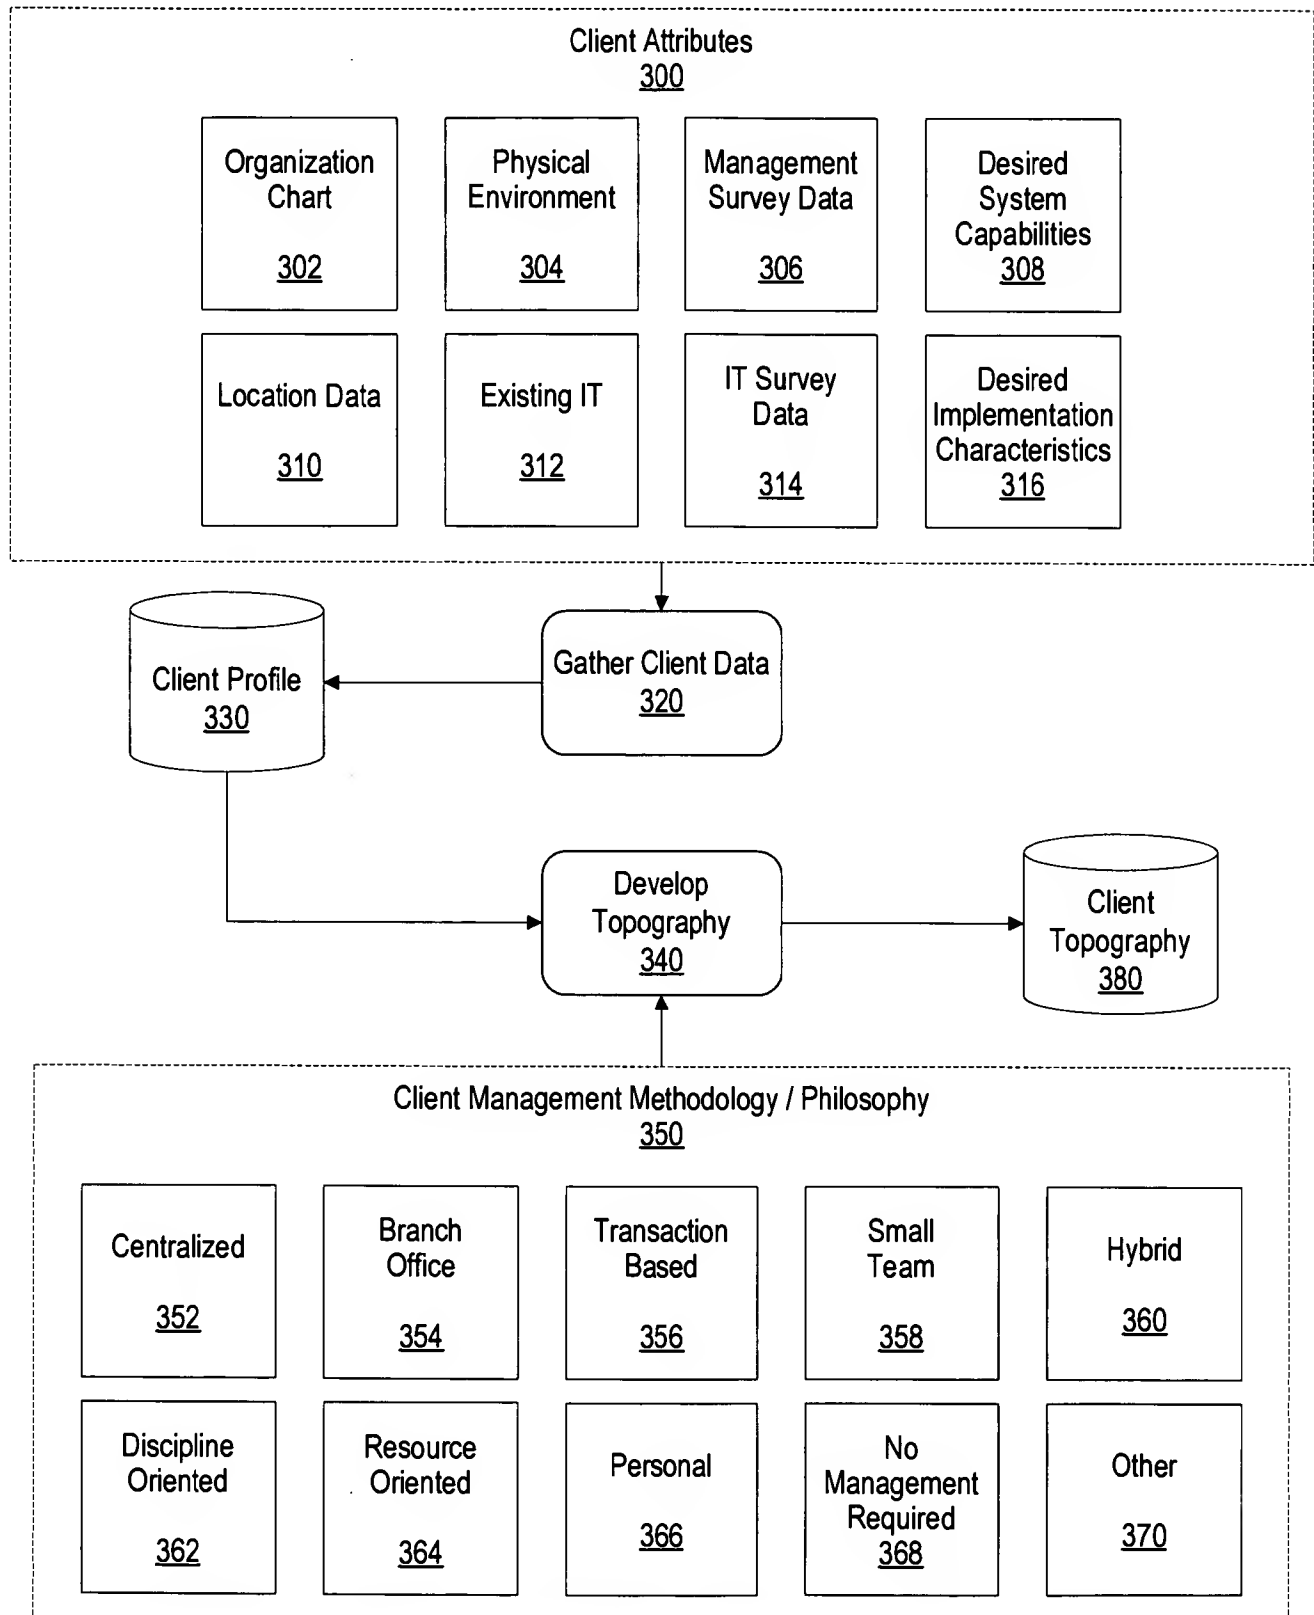 Client Attributes
300
Organization
Chart
302
Physical
Environment
304
Management
Survey Data
306
Desired
System
Capabilities
308
Location Data
310
Existing IT
312
IT Survey
Data
314
Desired
Implementation
Characteristics
316
Client Profile
330
Gather Client Data
320
Develop
Topography
340
Client
Topography
380
Client Management Methodology / Philosophy
350
Centralized
352
Branch
Office
354
Transaction
Based
356
Small
Team
358
Hybrid
360
Discipline
Oriented
362
Resource
Oriented
364
Personal
366
No
Management
Required
368
Other
370